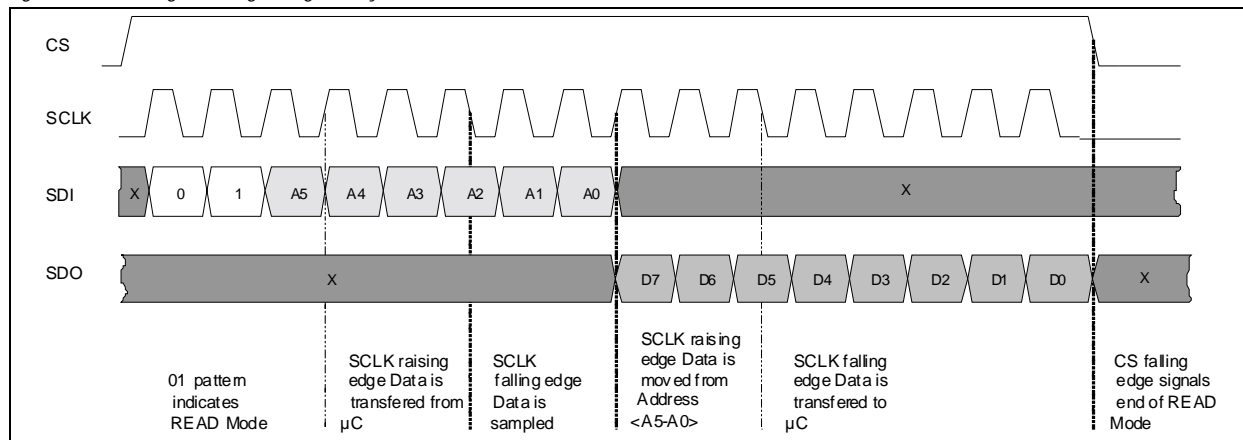 CS
SCLK
SDI
X 0 1 A5 A4 A3 A2 A1 A0 X
SDO
X D7 D6 D5 D4 D3 D2 D1 D0 X
01 pattern
indicates
READ Mode
SCLK raising
edge Data is
transfered from
µC
SCLK
falling edge
Data is
sampled
SCLK raising
edge Data is
moved from
Address
<A5-A0>
SCLK falling
edge Data is
transferred to
µC
CS falling
edge signals
end of READ
Mode